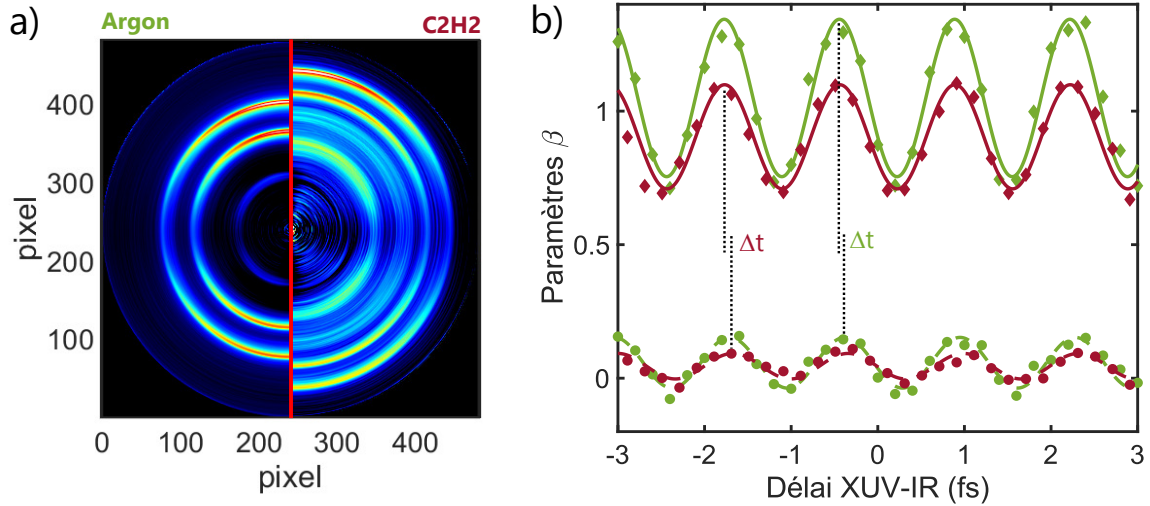 a)
Argon
C2H2
400
300
200
100
pixel
0
100
200
300
400
pixel
b)
1
0.5
0
Paramètres β
Δt
Δt
-3
-2
-1
0
1
2
3
Délai XUV-IR (fs)